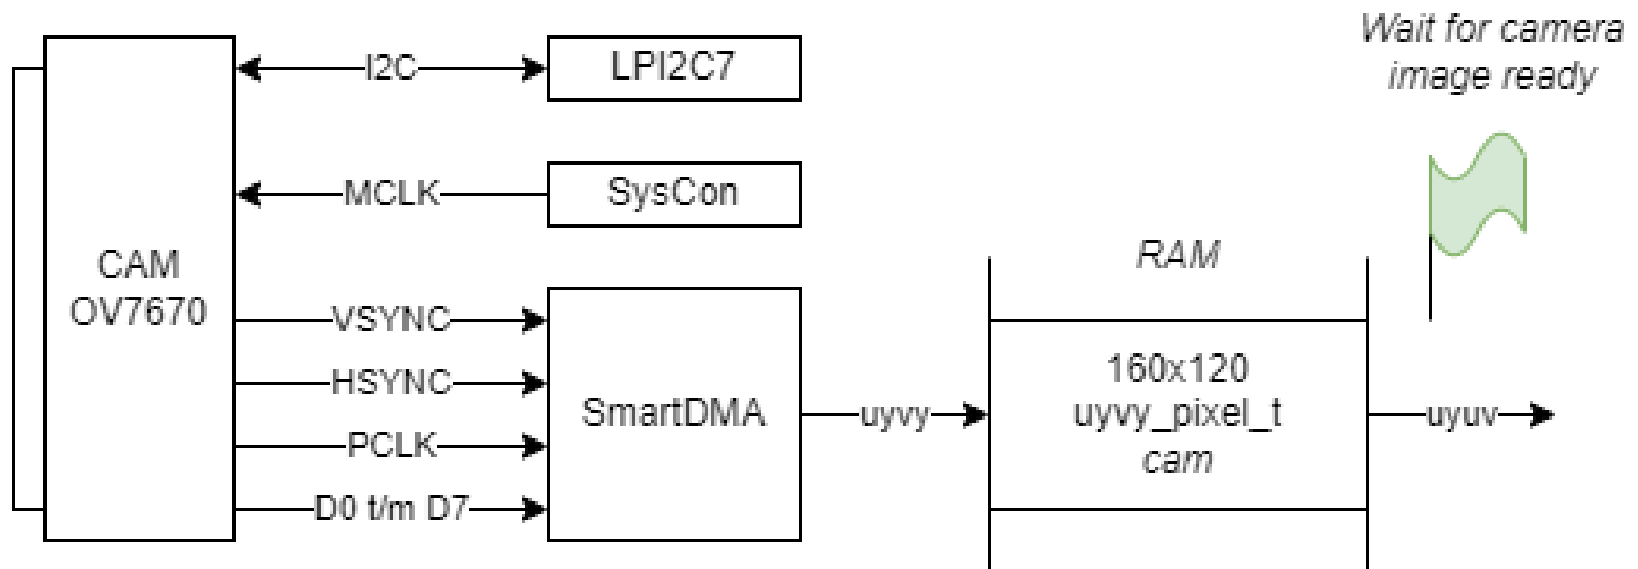 Wait for camera
image ready
I2C
LPI2C7
MCLK
SysCon
CAM
OV7670
RAM
VSYNC
HSYNC
PCLK
D0 t/m D7
SmartDMA
uyvy
160x120
uyvy_pixel_t
cam
uyuv